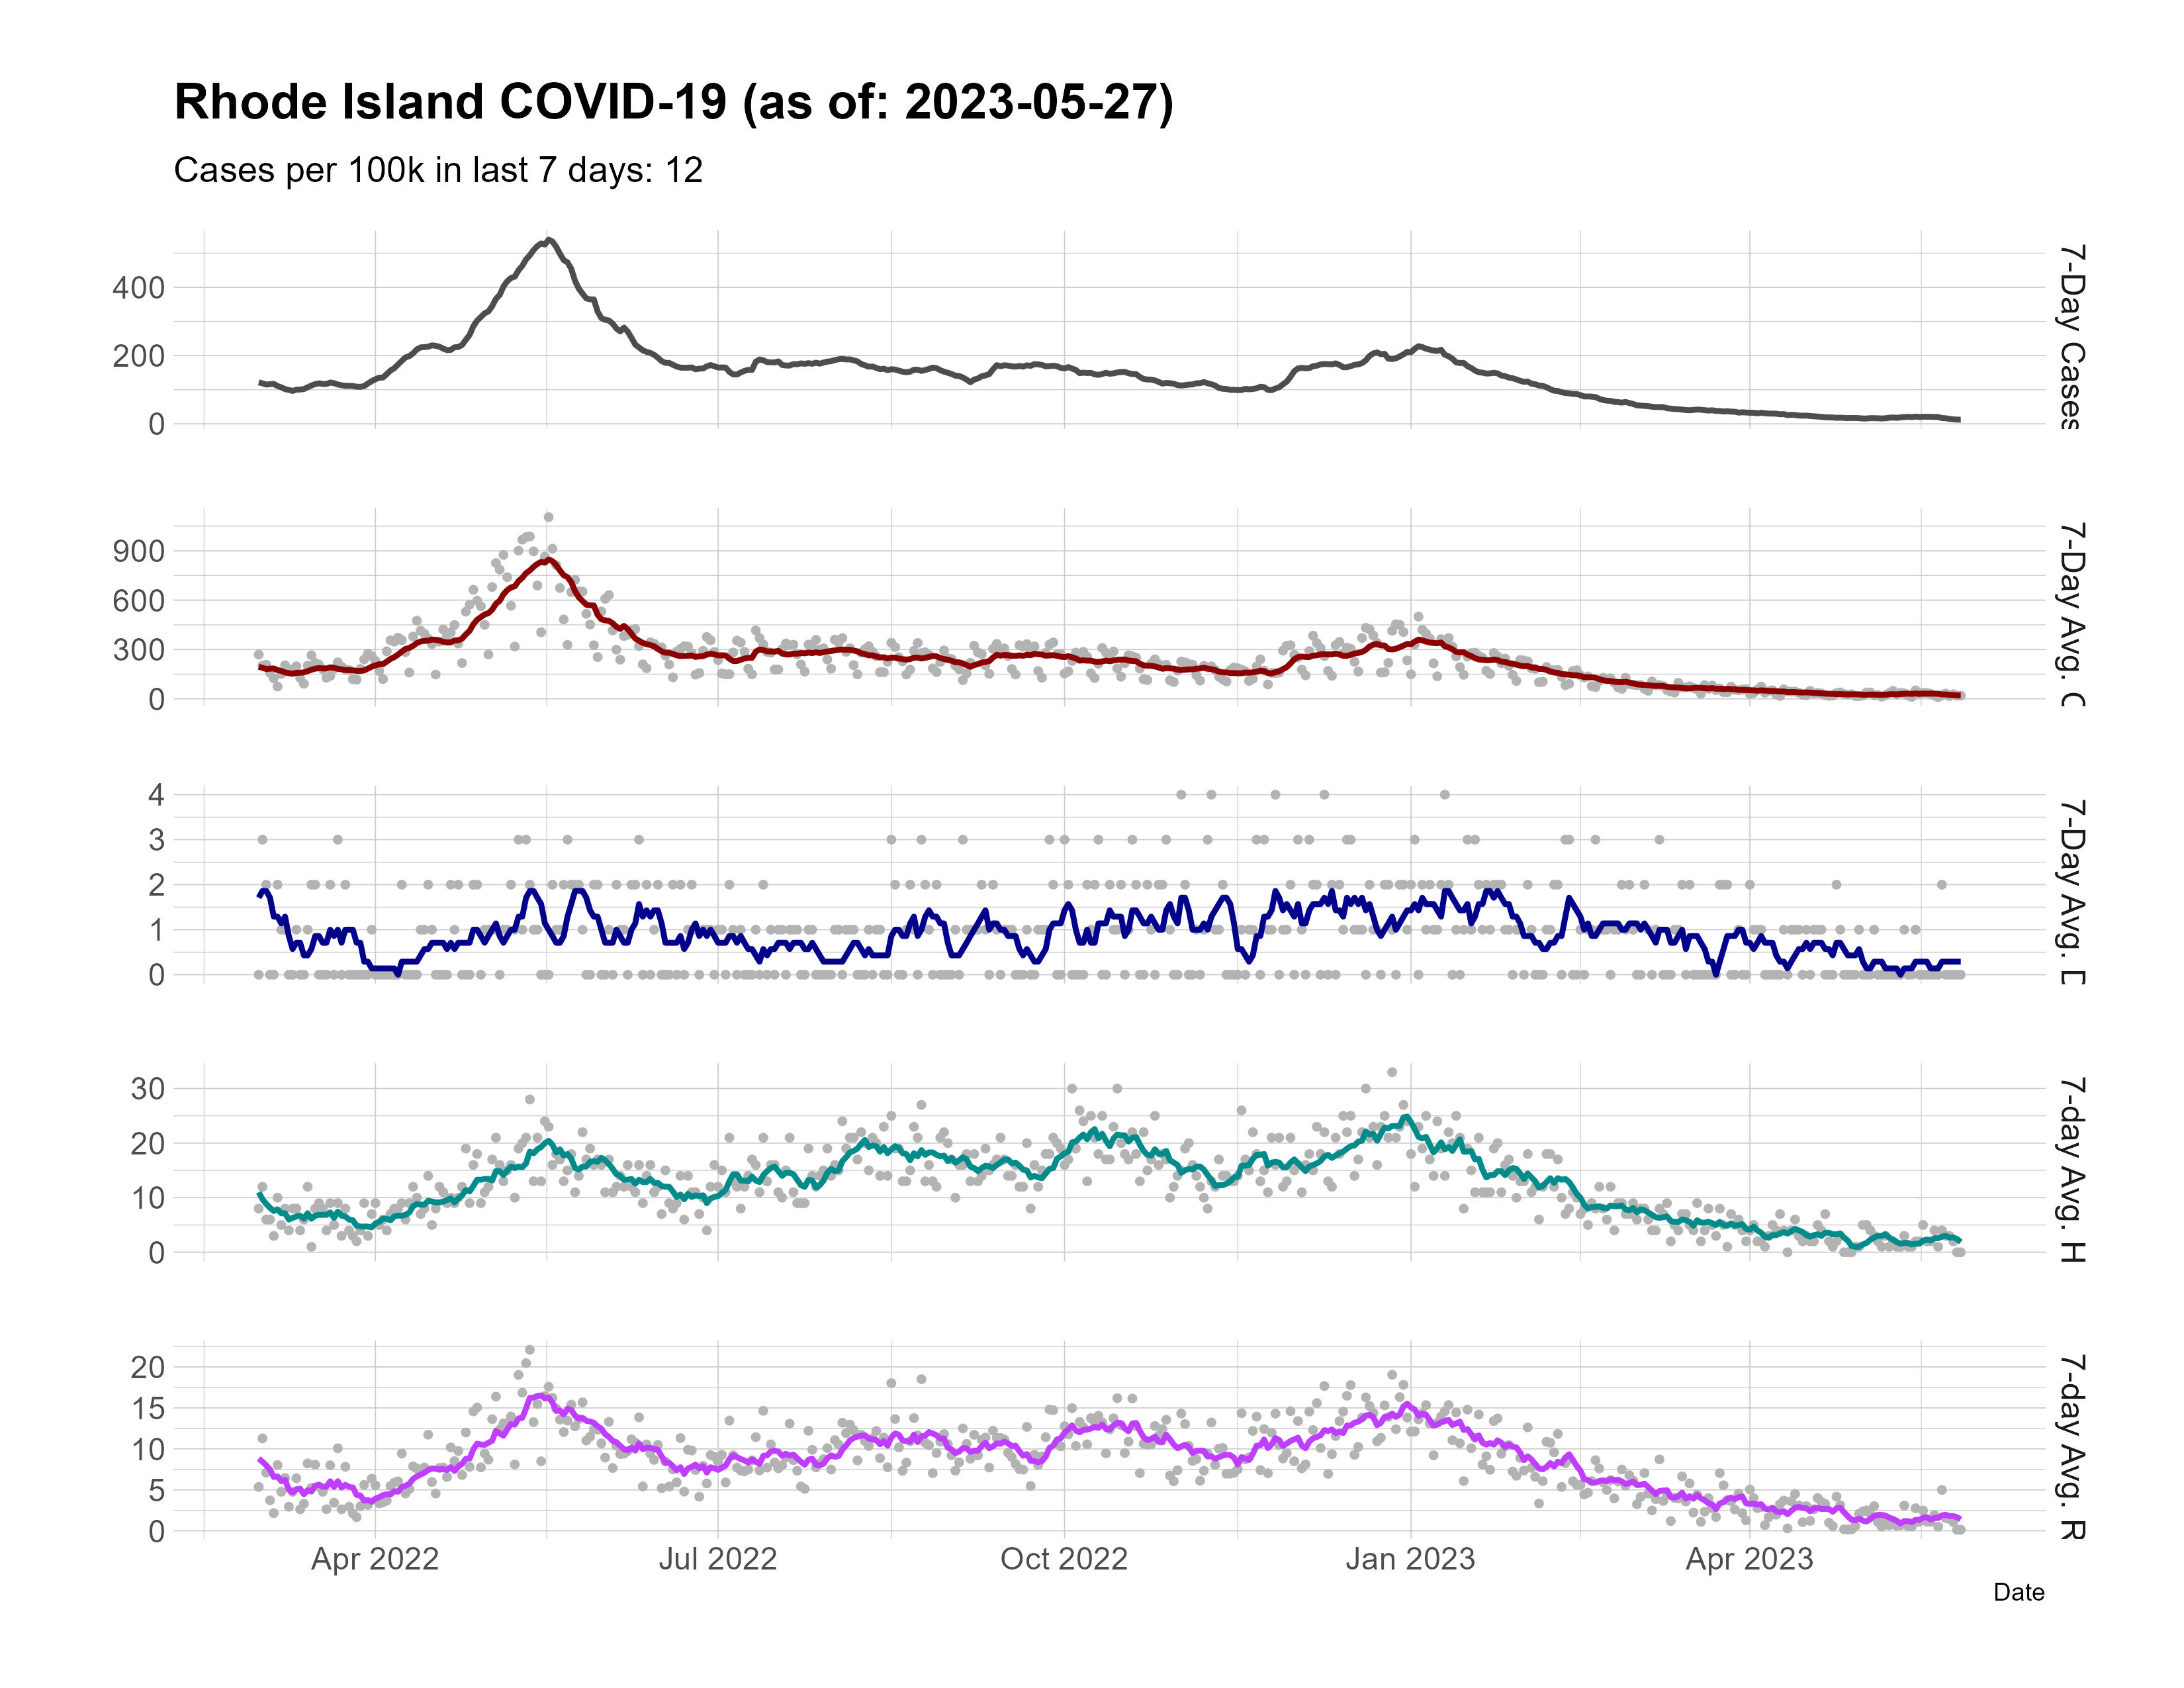 Rhode Island COVID-19 (as of: 2023-05-27)
Cases per 100k in last 7 days: 12
400
200
0
7-Day Cases
900
600
300
0
7-Day Avg. C
4
3
2
1
0
7-Day Avg. D
30
20
10
0
7-day Avg. H
20
15
10
5
0
7-day Avg. R
Apr 2022
Jul 2022
Oct 2022
Jan 2023
Apr 2023
Date